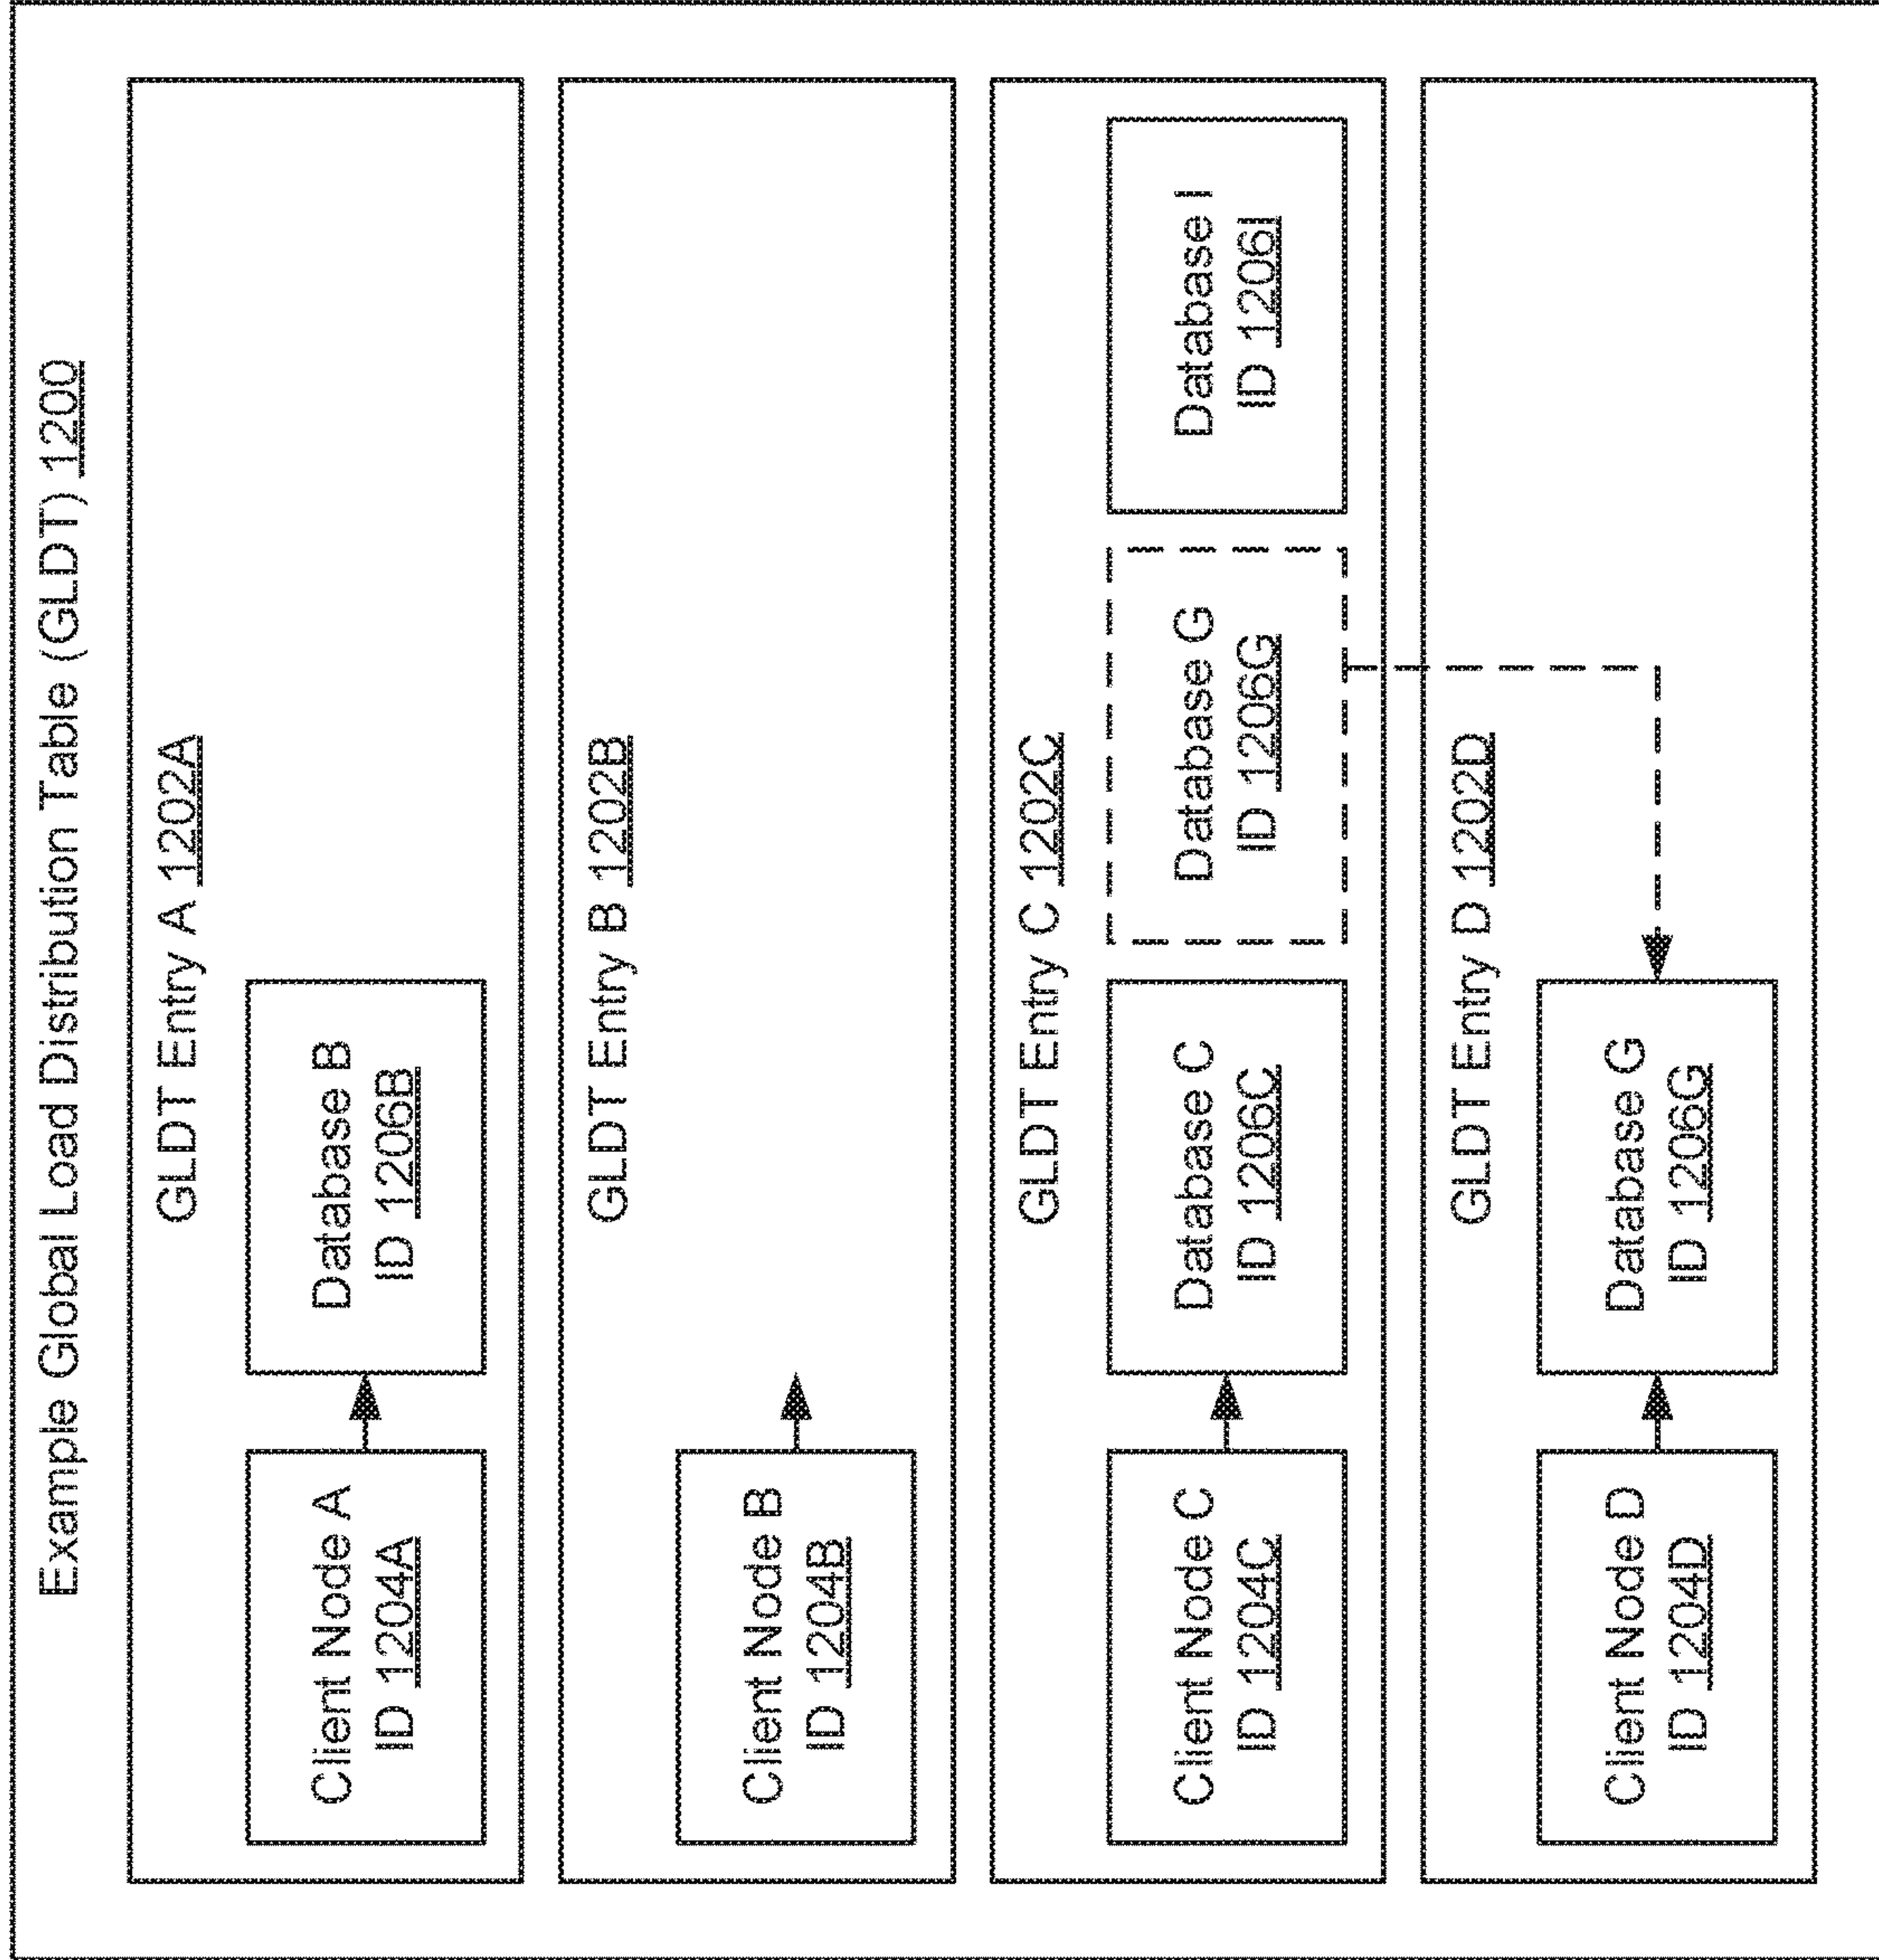 Example Global Load Distribution Table (GLDT) 1200
GLDT Entry A 1202A
Client Node A
ID 1204A
Database B
ID 1206B
GLDT Entry B 1202B
Client Node B
ID 1204B
GLDT Entry C 1202C
Client Node C
ID 1204C
Database C
ID 1206C
Database G
ID 1206G
Database I
ID 1206I
GLDT Entry D 1202D
Client Node D
ID 1204D
Database G
ID 1206G